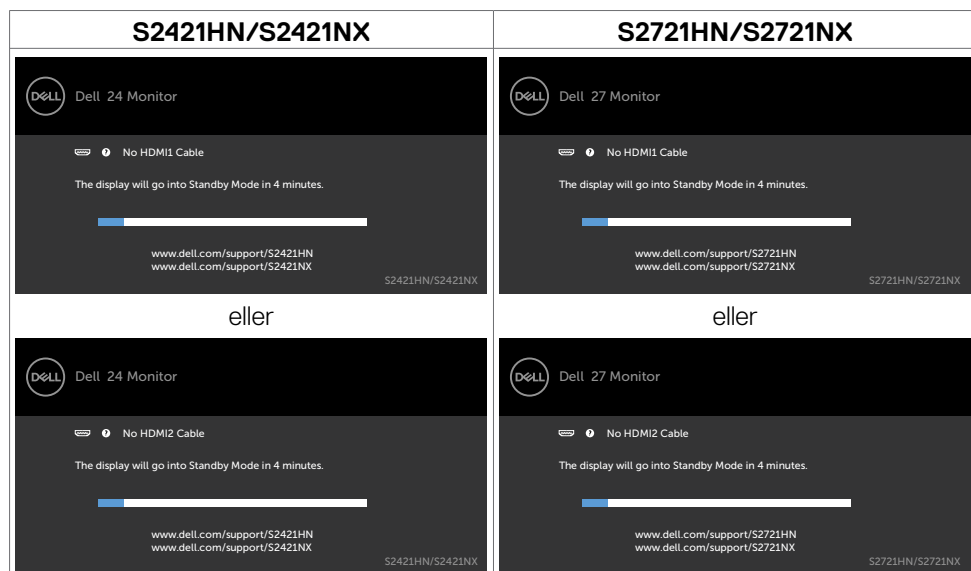 S2421HN/S2421NX
S2721HN/S2721NX
DELL
Dell 24 Monitor
No HDMI1 Cable
The display will go into Standby Mode in 4 minutes.
www.dell.com/support/S2421HN
www.dell.com/support/S2421NX
S2421HN/S2421NX
DELL
Dell 27 Monitor
No HDMI1 Cable
The display will go into Standby Mode in 4 minutes.
www.dell.com/support/S2721HN
www.dell.com/support/S2721NX
S2721HN/S2721NX
eller
eller
DELL
Dell 24 Monitor
? No HDMI2 Cable
The display will go into Standby Mode in 4 minutes.
www.dell.com/support/S2421HN
www.dell.com/support/S2421NX
S2421HN/S2421NX
DELL
Dell 27 Monitor
? No HDMI2 Cable
The display will go into Standby Mode in 4 minutes.
www.dell.com/support/S2721HN
www.dell.com/support/S2721NX
S2721HN/S2721NX